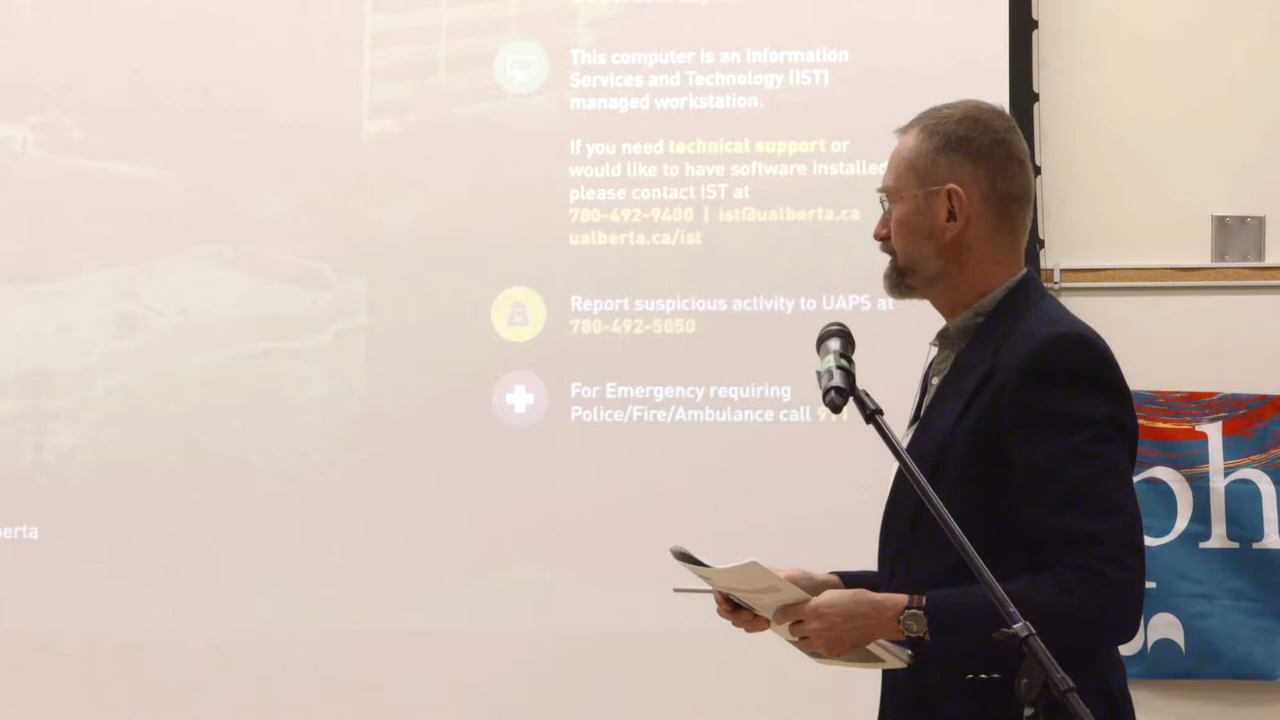 This computer is an Information
Services and Technology (IST)
managed workstation.
If you need technical support or
would like to have software installed
please contact IST at
780-492-9400 | ist@ualberta.ca
ualberta.ca/ist
Report suspicious activity to UAPS at
780-492-5050
For Emergency requiring
Police/Fire/Ambulance call 911
berta
ph